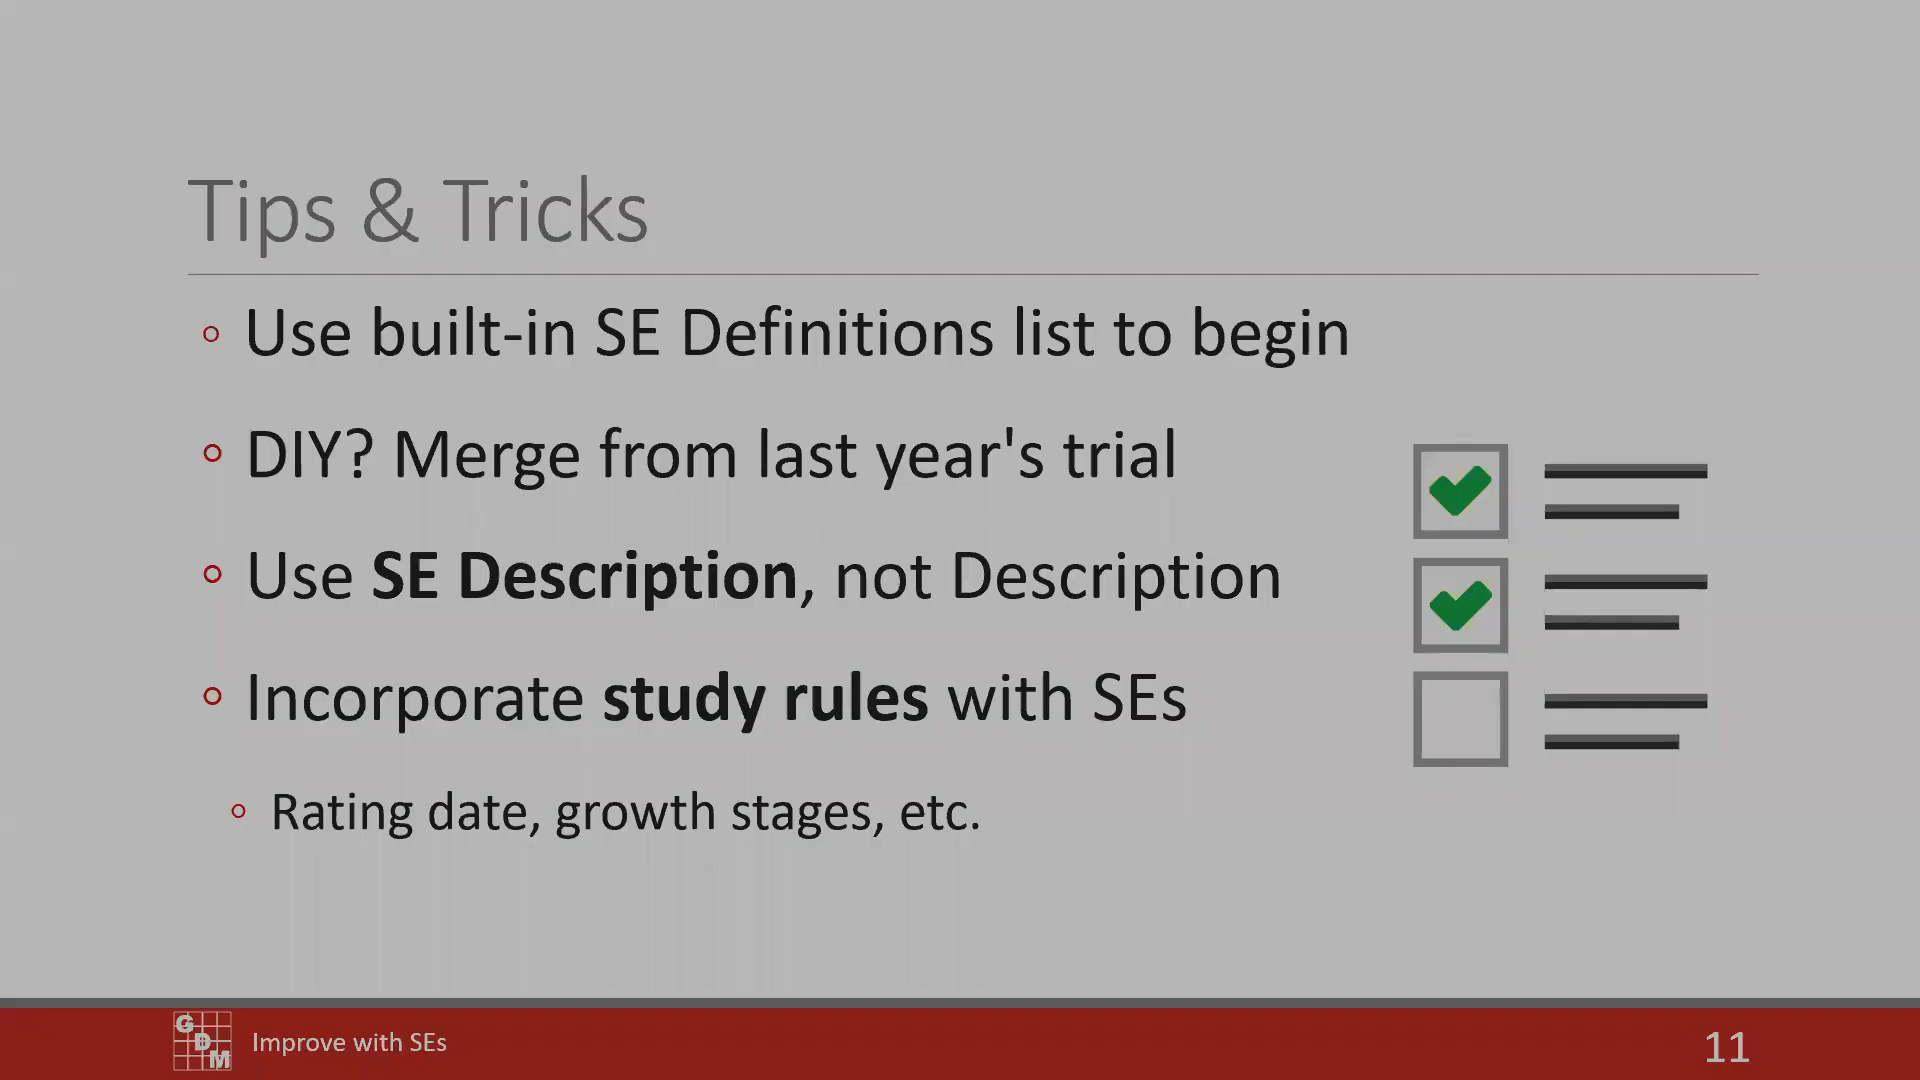 Tips & Tricks
Use built-in SE Definitions list to begin
DIY? Merge from last year's trial
Use SE Description, not Description
Incorporate study rules with SEs
Rating date, growth stages, etc.
GDM
Improve with SEs
11